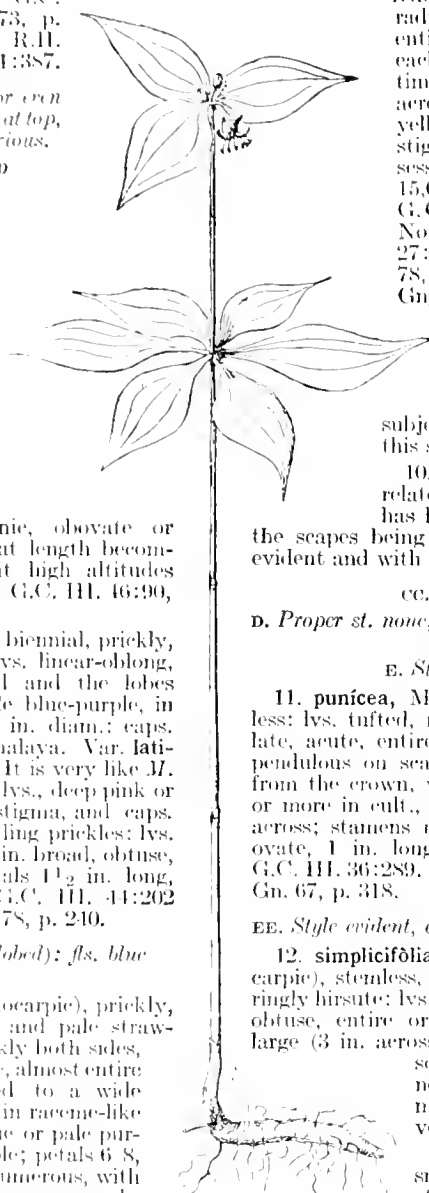 73, p.
R.H.
1:387.
or even
at top,
rious.
nie, obovate or
at length becom-
at high altitudes
G.C. III. 46:90,
biennial, prickly,
lvs. linear-oblong,
l and the lobes
le blue-purple, in
in. diam.; caps.
nalaya. Var. lati-
It is very like M.
lvs., deep pink or
stigma, and caps.
ling prickles: lvs.
in. broad, obtuse,
als 1½ in. long,
G.C. III. 44:202
78, p. 240.
lobed); fls. blue
ocarpic), prickly,
and pale straw-
kly both sides,
, almost entire
ed to a wide
in raceme-like
ue or pale pur-
le; petals 6-8,
numerous, with
rad
enti
eac
tim
acro
yell
stig
sess
15,
G.C
No
27:
78,
Gn
subje
this s
10.
relat
has b
the scapes being
evident and with
CC.
D. Proper st. none,
E. St
11. punícea, M
less: lvs. tufted,
late, acute, entire
pendulous on sca
from the crown, v
or more in cult.,
across; stamens
ovate, 1 in. long
G.C. III. 36:289.
Gn. 67, p. 318.
EE. Style evident,
12. simplicifòlia
carpic), stemless,
ringly hirsute: lvs
obtuse, entire or
large (3 in. across